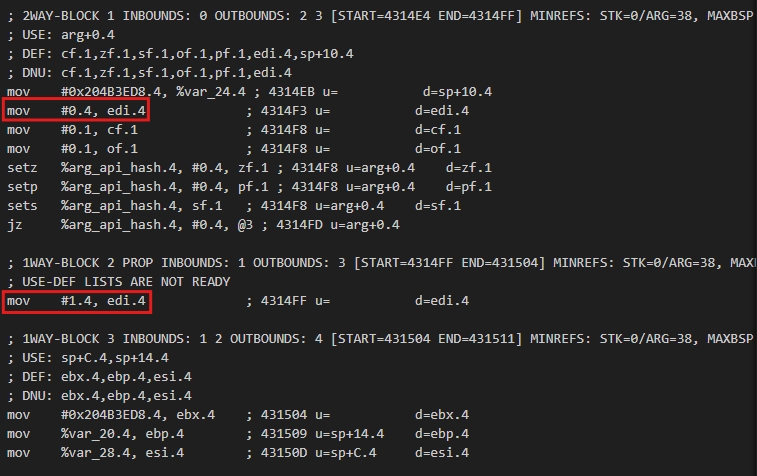 ; 2WAY-BLOCK 1 INBOUNDS: 0 OUTBOUNDS: 2 3 [START=4314E4 END=4314FF] MINREFS: STK=0/ARG=38, MAXBSP
; USE: arg+0.4
; DEF: cf.1,zf.1,sf.1,of.1,pf.1,edi.4,sp+10.4
; DNU: cf.1,zf.1,sf.1,of.1,pf.1,edi.4
mov #0x204B3ED8.4, %var_24.4 ; 4314EB u= d=sp+10.4
mov #0.4, edi.4 ; 4314F3 u= d=edi.4
mov #0.1, cf.1 ; 4314F8 u= d=cf.1
mov #0.1, of.1 ; 4314F8 u= d=of.1
setz %arg_api_hash.4, #0.4, zf.1 ; 4314F8 u=arg+0.4 d=zf.1
setp %arg_api_hash.4, #0.4, pf.1 ; 4314F8 u=arg+0.4 d=pf.1
sets %arg_api_hash.4, sf.1 ; 4314F8 u=arg+0.4 d=sf.1
jz %arg_api_hash.4, #0.4, @3 ; 4314FD u=arg+0.4
; 1WAY-BLOCK 2 PROP INBOUNDS: 1 OUTBOUNDS: 3 [START=4314FF END=431504] MINREFS: STK=0/ARG=38, MAX
; USE-DEF LISTS ARE NOT READY
mov #1.4, edi.4 ; 4314FF u= d=edi.4
; 1WAY-BLOCK 3 INBOUNDS: 1 2 OUTBOUNDS: 4 [START=431504 END=431511] MINREFS: STK=0/ARG=38, MAXBSP
; USE: sp+C.4,sp+14.4
; DEF: ebx.4,ebp.4,esi.4
; DNU: ebx.4,ebp.4,esi.4
mov #0x204B3ED8.4, ebx.4 ; 431504 u= d=ebx.4
mov %var_20.4, ebp.4 ; 431509 u=sp+14.4 d=ebp.4
mov %var_28.4, esi.4 ; 43150D u=sp+C.4 d=esi.4